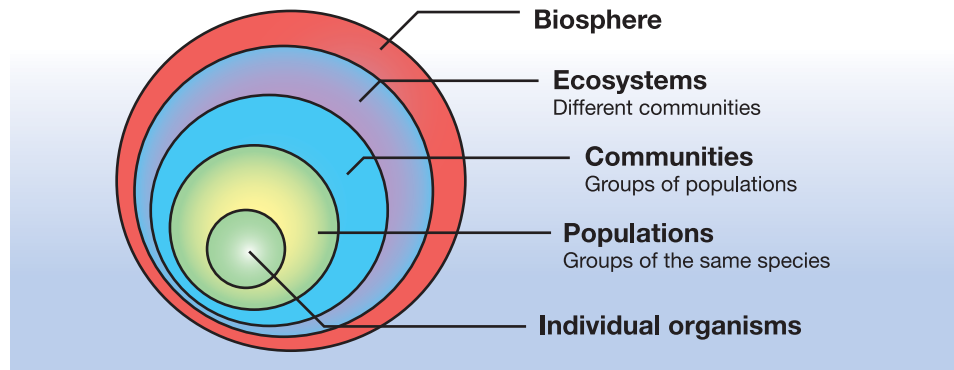 Biosphere
Ecosystems
Different communities
Communities
Groups of populations
Populations
Groups of the same species
Individual organisms